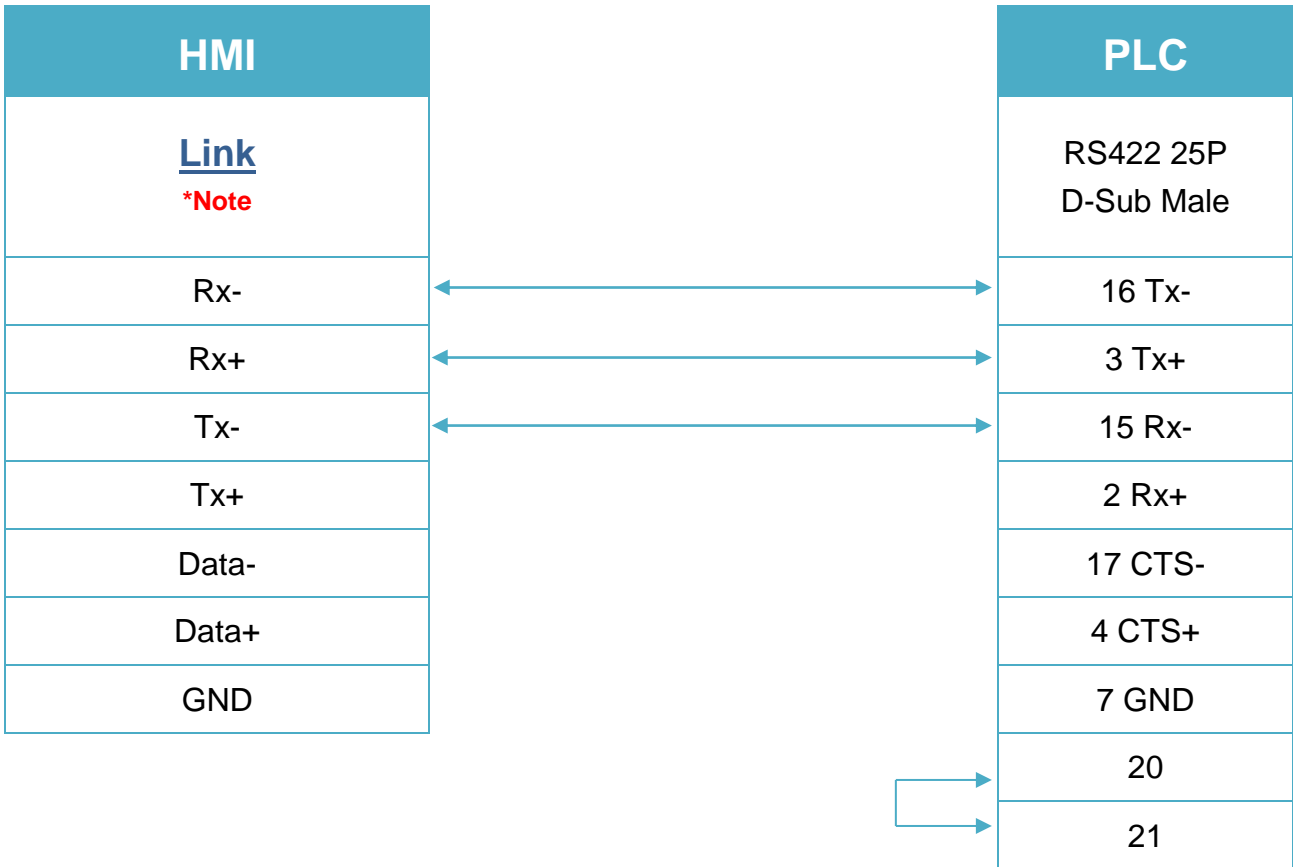 HMI
PLC
Link
*Note
RS422 25P
D-Sub Male
Rx-
16 Tx-
Rx+
3 Tx+
Tx-
15 Rx-
Tx+
2 Rx+
Data-
17 CTS-
Data+
4 CTS+
GND
7 GND
20
21